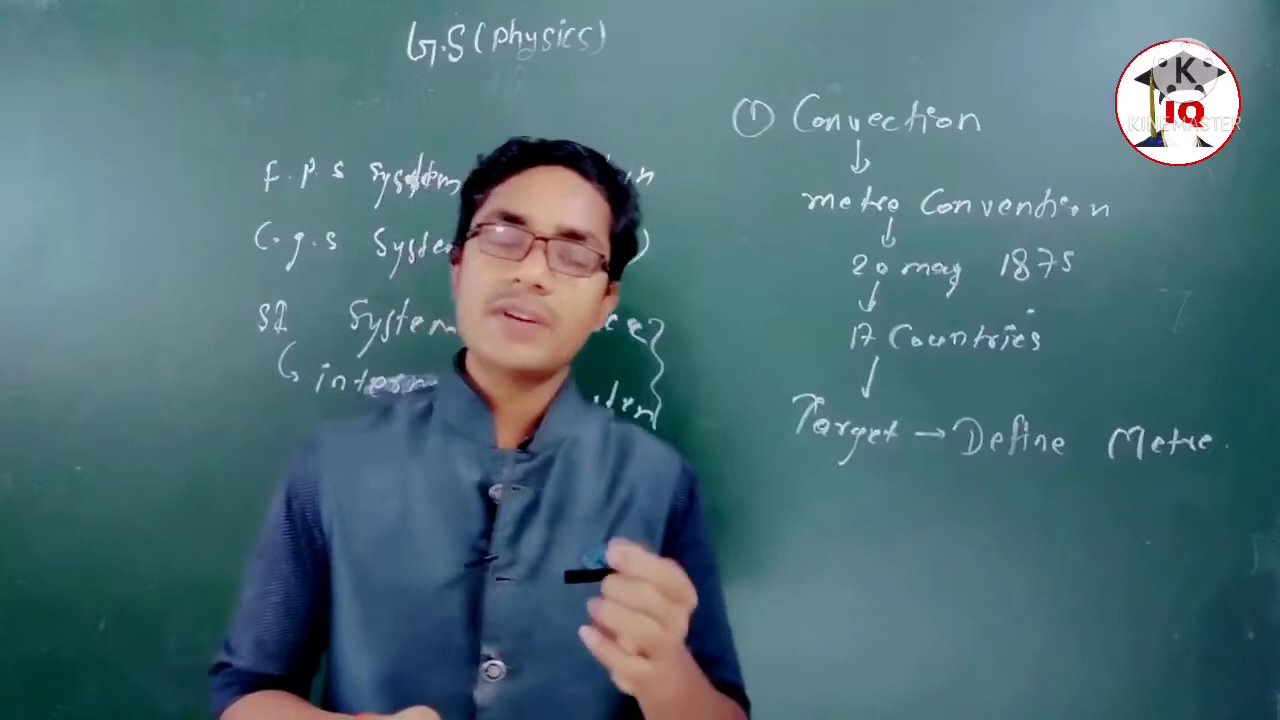 G.S (Physics)
f.p.s system
C.g.s system
SI system
① Convection
metre Convention
20 may 1875
17 Countries
Target → Define Metre.
K
IQ
KINEMASTER